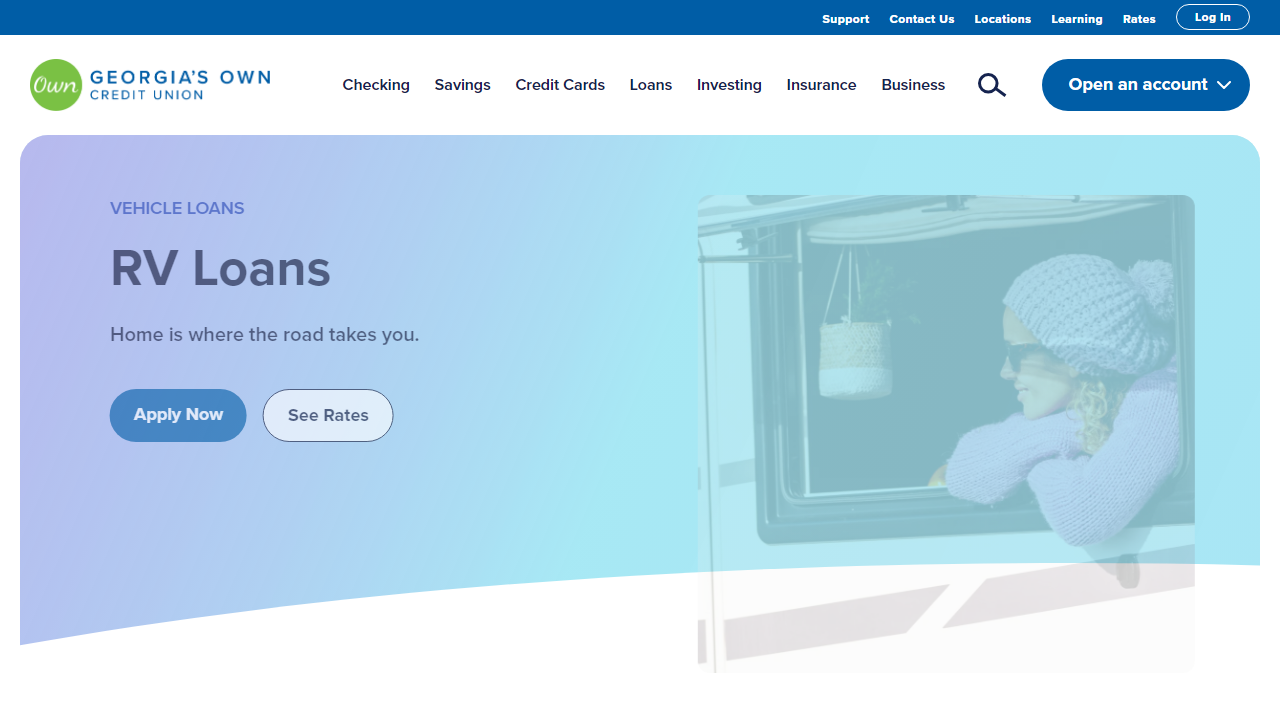 Support Contact Us Locations Learning Rates Log In
Own GEORGIA'S OWN
CREDIT UNION
Checking Savings Credit Cards Loans Investing Insurance Business Open an account
VEHICLE LOANS
RV Loans
Home is where the road takes you.
Apply Now See Rates